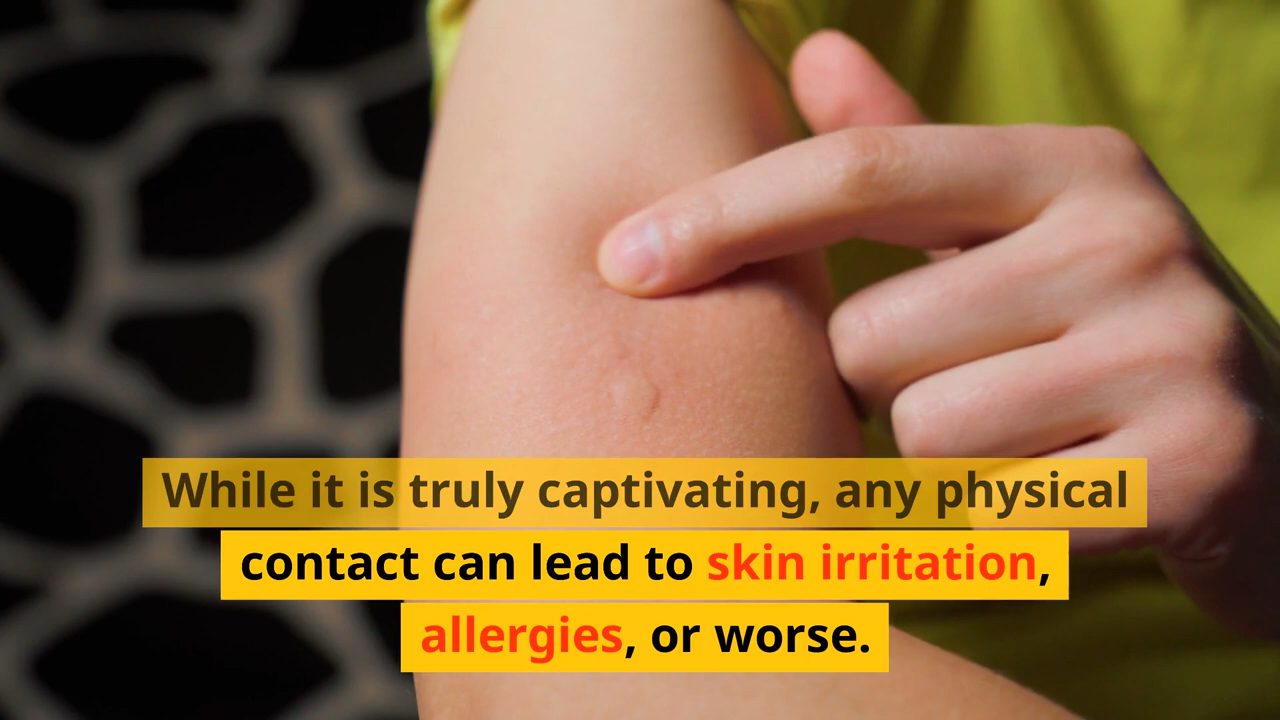 While it is truly captivating, any physical
contact can lead to skin irritation,
allergies, or worse.